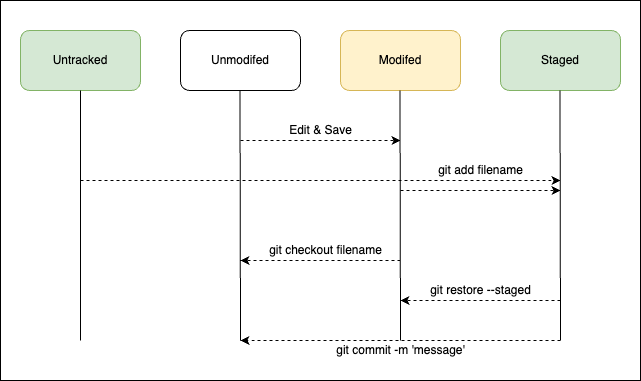 Untracked
Unmodifed
Modifed
Staged
Edit & Save
git add filename
git checkout filename
git restore --staged
git commit -m 'message'